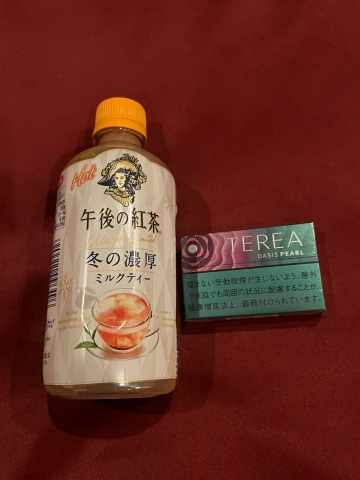 Hot
午後の紅茶
冬の濃厚
ミルクティー
TEREA
OASIS PEARL
望まない受動喫煙が生じないよう、屋外
や家庭でも周囲の状況に配慮することが、
健康増進法上、義務付けられています。